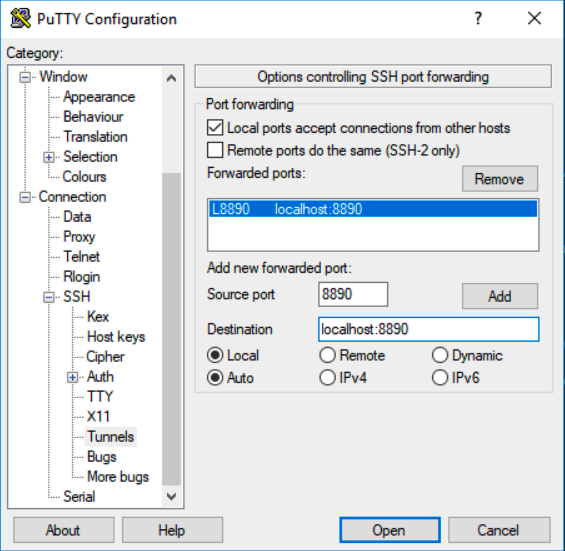 PuTTY Configuration
?
Category:
Window
Appearance
Behaviour
Translation
Selection
Colours
Connection
Data
Proxy
Telnet
Rlogin
SSH
Kex
Host keys
Cipher
Auth
TTY
X11
Tunnels
Bugs
More bugs
Serial
Options controlling SSH port forwarding
Port forwarding
Local ports accept connections from other hosts
Remote ports do the same (SSH-2 only)
Forwarded ports:
Remove
L8890 localhost:8890
Add new forwarded port:
Source port 8890 Add
Destination localhost:8890
Local Remote Dynamic
Auto IPv4 IPv6
About Help Open Cancel